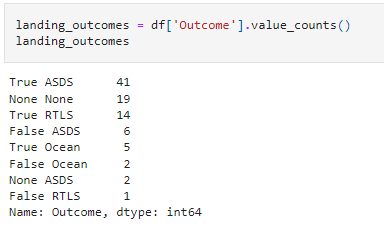 landing_outcomes = df['Outcome'].value_counts()
landing_outcomes
True ASDS 41
None None 19
True RTLS 14
False ASDS 6
True Ocean 5
False Ocean 2
None ASDS 2
False RTLS 1
Name: Outcome, dtype: int64